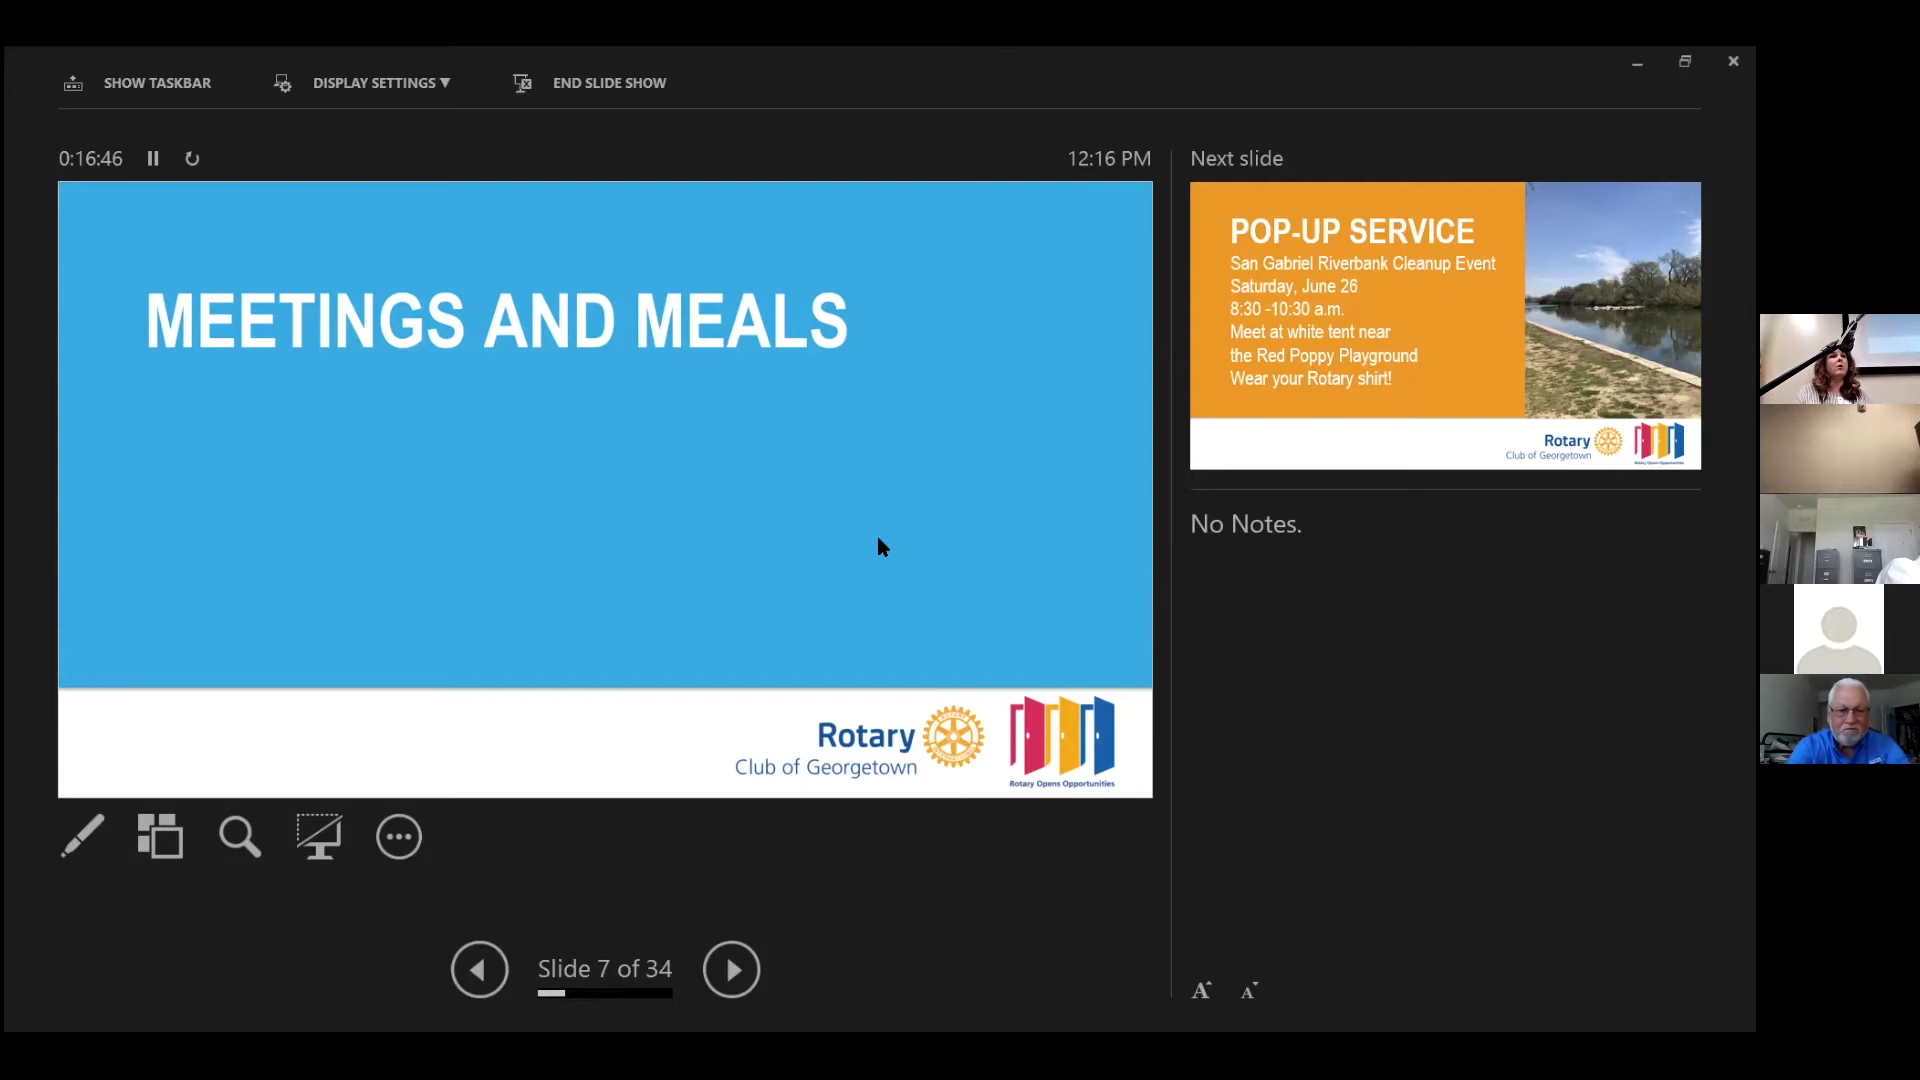 SHOW TASKBAR
DISPLAY SETTINGS ▼
END SLIDE SHOW
0:16:46
12:16 PM
MEETINGS AND MEALS
Rotary
Club of Georgetown
Rotary Opens Opportunities
Slide 7 of 34
Next slide
POP-UP SERVICE
San Gabriel Riverbank Cleanup Event
Saturday, June 26
8:30 -10:30 a.m.
Meet at white tent near
the Red Poppy Playground
Wear your Rotary shirt!
Rotary
Club of Georgetown
Rotary Opens Opportunities
No Notes.
A A